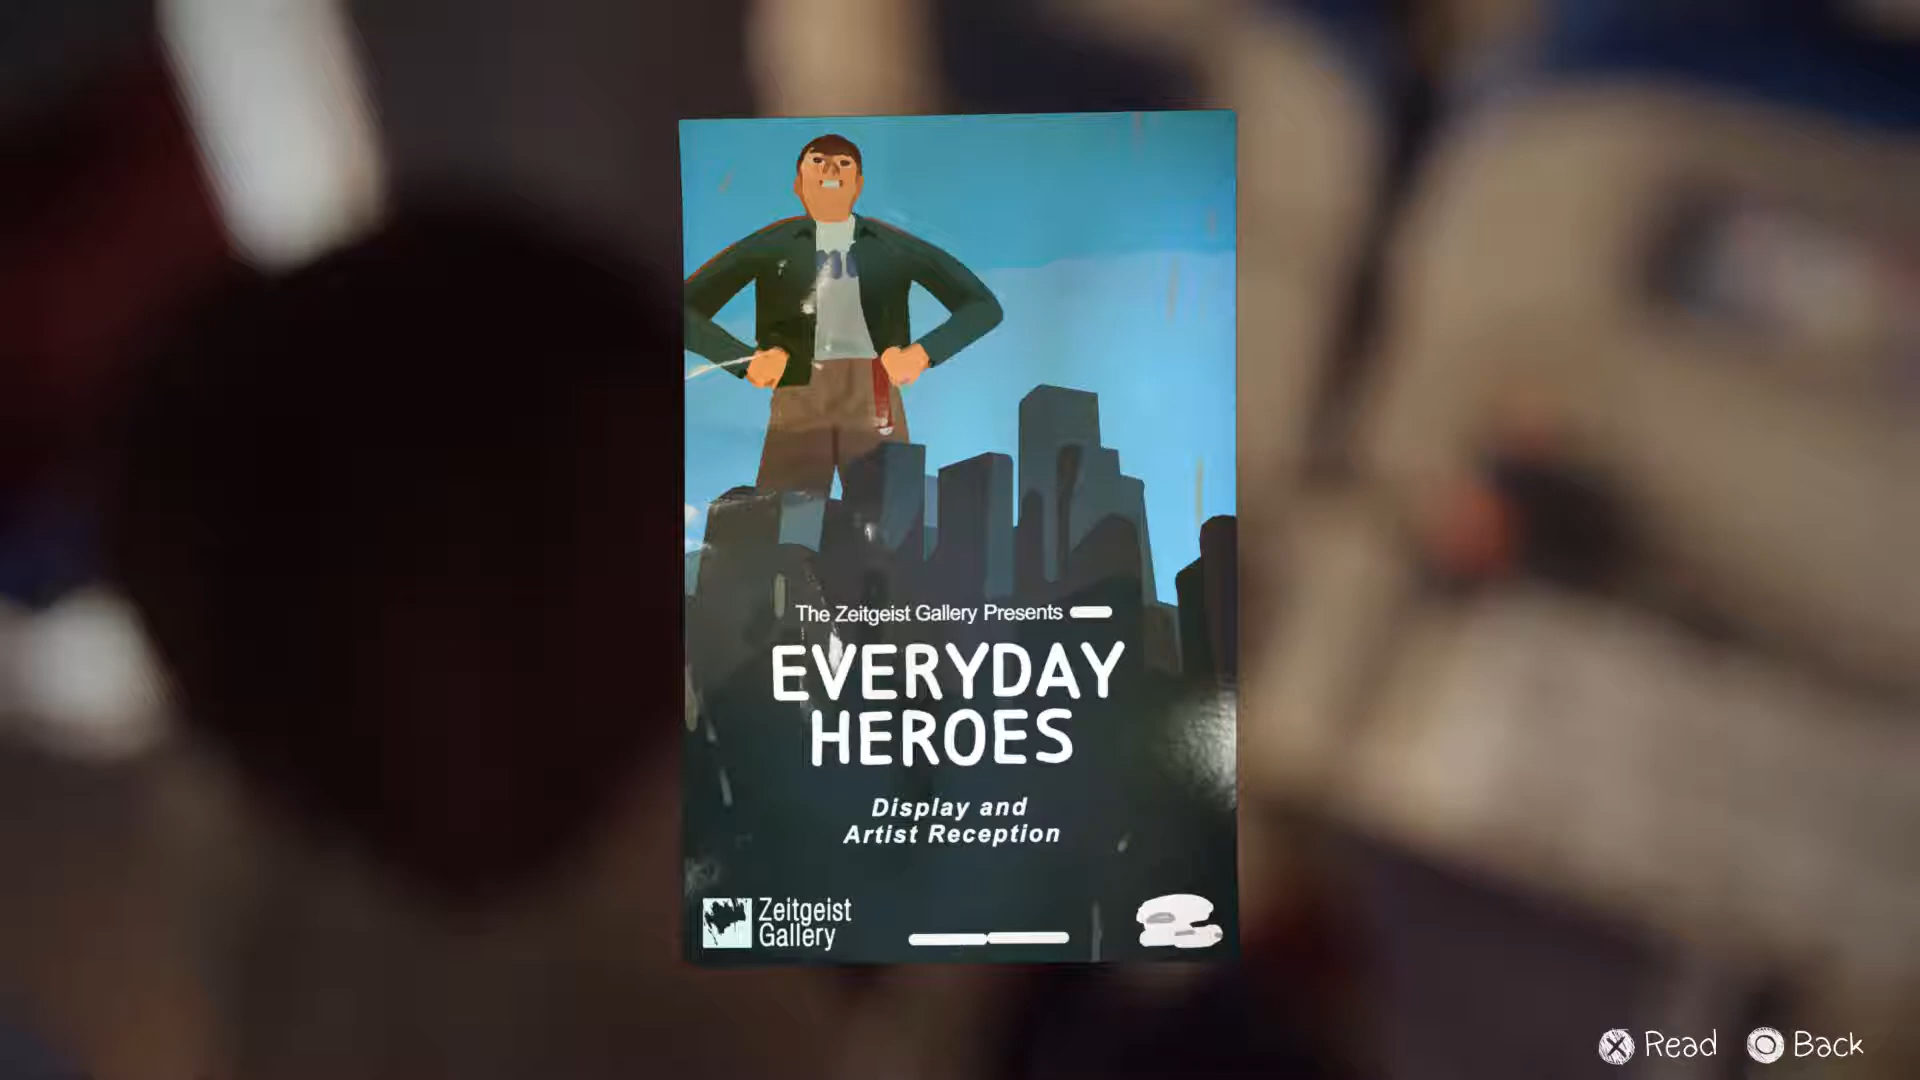 The Zeitgeist Gallery Presents
EVERYDAY
HEROES
Display and
Artist Reception
Zeitgeist
Gallery
Read
Back